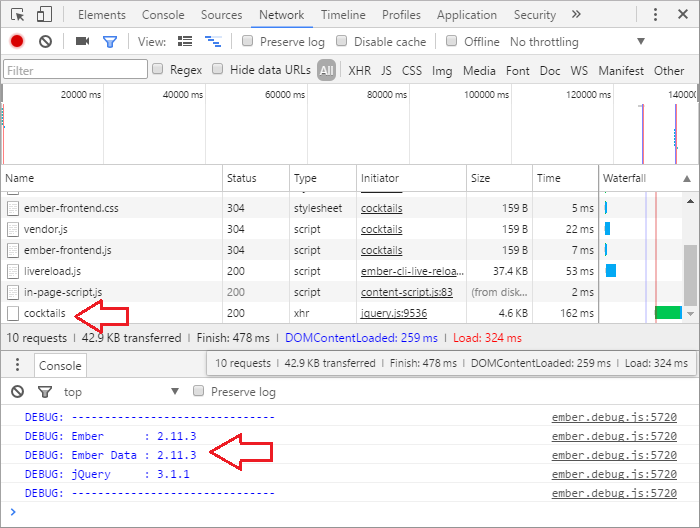 Elements Console Sources Network Timeline Profiles Application Security »
View: Preserve log Disable cache Offline No throttling
Filter Regex Hide data URLs All XHR JS CSS Img Media Font Doc WS Manifest Other
20000 ms 40000 ms 60000 ms 80000 ms 100000 ms 120000 ms 140000
Name Status Type Initiator Size Time Waterfall
ember-frontend.css 304 stylesheet cocktails 159 B 5 ms
vendor.js 304 script cocktails 159 B 22 ms
ember-frontend.js 304 script cocktails 159 B 7 ms
livereload.js 200 script ember-cli-live-reloa... 37.4 KB 53 ms
in-page-script.js 200 script content-script.js:83 (from disk... 2 ms
cocktails 200 xhr jquery.js:9536 4.6 KB 162 ms
10 requests | 42.9 KB transferred | Finish: 478 ms | DOMContentLoaded: 259 ms | Load: 324 ms
Console 10 requests | 42.9 KB transferred | Finish: 478 ms | DOMContentLoaded: 259 ms | Load: 324 ms
top Preserve log
DEBUG: ------------------------------- ember.debug.js:5720
DEBUG: Ember : 2.11.3 ember.debug.js:5720
DEBUG: Ember Data : 2.11.3 ember.debug.js:5720
DEBUG: jQuery : 3.1.1 ember.debug.js:5720
DEBUG: ------------------------------- ember.debug.js:5720
>